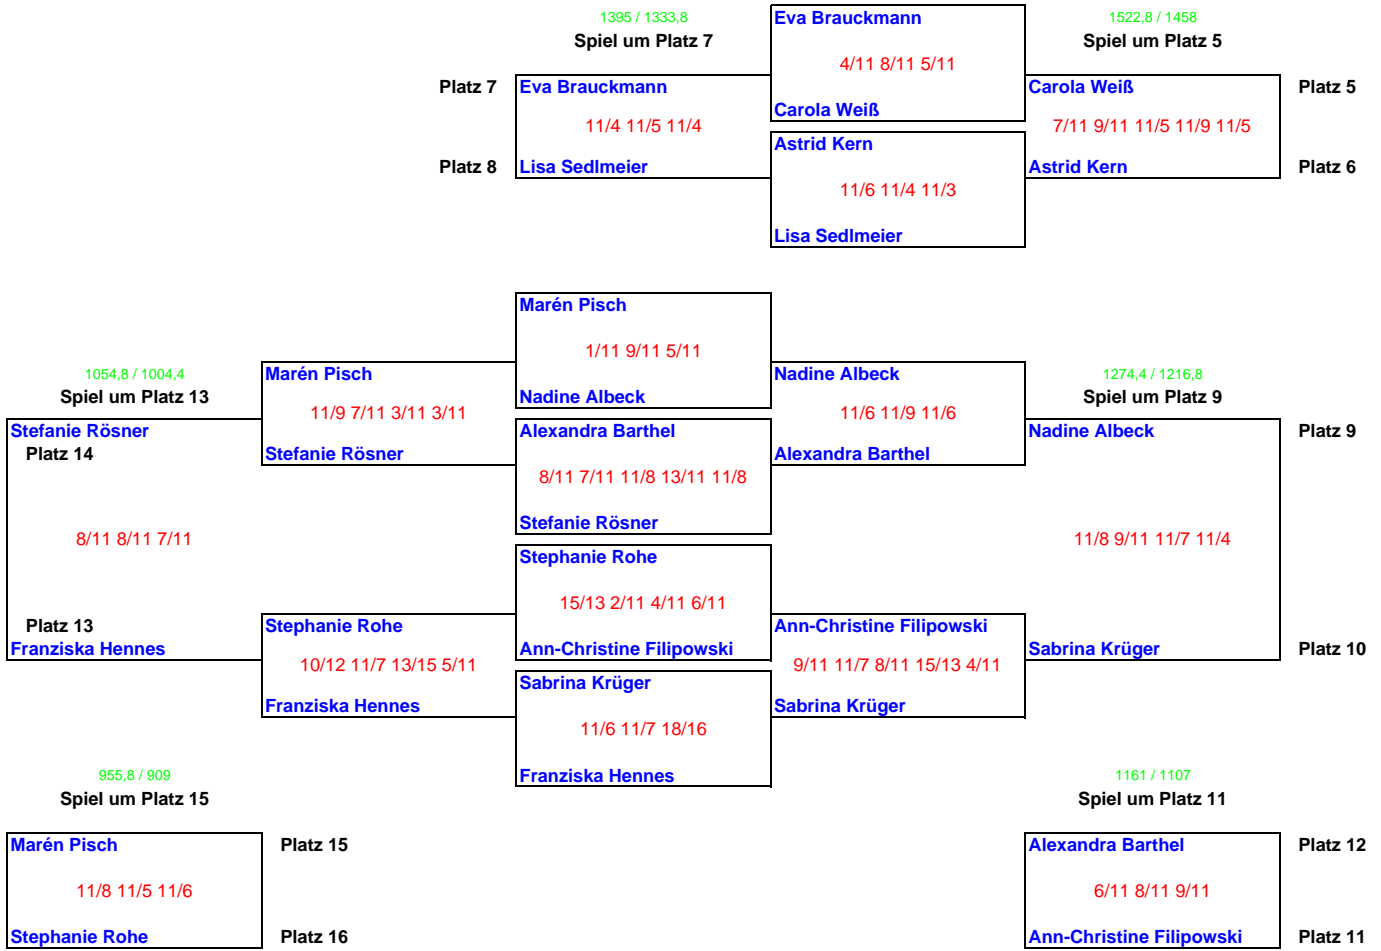 1395 / 1333,8
Spiel um Platz 7
Eva Brauckmann
1522,8 / 1458
Spiel um Platz 5
4/11 8/11 5/11
Platz 7
Eva Brauckmann
Carola Weiß
Carola Weiß
Platz 5
11/4 11/5 11/4
7/11 9/11 11/5 11/9 11/5
Astrid Kern
Platz 8
Lisa Sedlmeier
Astrid Kern
Platz 6
11/6 11/4 11/3
Lisa Sedlmeier
Marén Pisch
1/11 9/11 5/11
1054,8 / 1004,4
Spiel um Platz 13
Marén Pisch
Nadine Albeck
Nadine Albeck
1274,4 / 1216,8
Spiel um Platz 9
11/9 7/11 3/11 3/11
11/6 11/9 11/6
Stefanie Rösner
Platz 14
Alexandra Barthel
Nadine Albeck
Platz 9
Stefanie Rösner
Alexandra Barthel
8/11 7/11 11/8 13/11 11/8
Stefanie Rösner
8/11 8/11 7/11
11/8 9/11 11/7 11/4
Stephanie Rohe
15/13 2/11 4/11 6/11
Platz 13
Franziska Hennes
Stephanie Rohe
Ann-Christine Filipowski
Ann-Christine Filipowski
Sabrina Krüger
Platz 10
10/12 11/7 13/15 5/11
9/11 11/7 8/11 15/13 4/11
Sabrina Krüger
Franziska Hennes
Sabrina Krüger
11/6 11/7 18/16
Franziska Hennes
955,8 / 909
Spiel um Platz 15
1161 / 1107
Spiel um Platz 11
Marén Pisch
Platz 15
Alexandra Barthel
Platz 12
11/8 11/5 11/6
6/11 8/11 9/11
Stephanie Rohe
Platz 16
Ann-Christine Filipowski
Platz 11